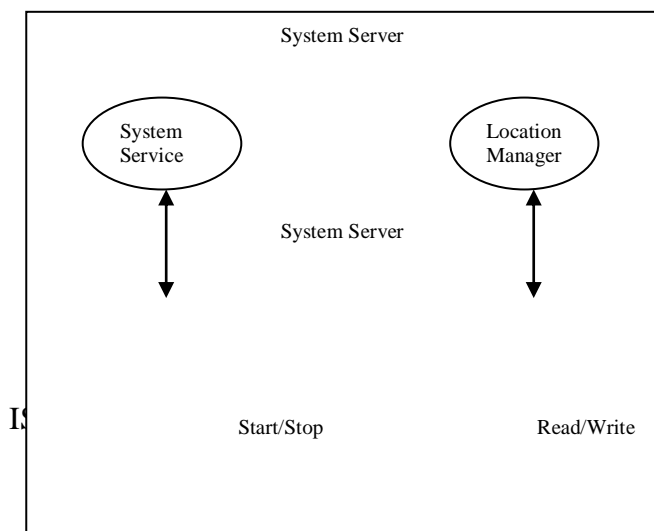 System Server
System
Service
Location
Manager
System Server
Start/Stop
Read/Write